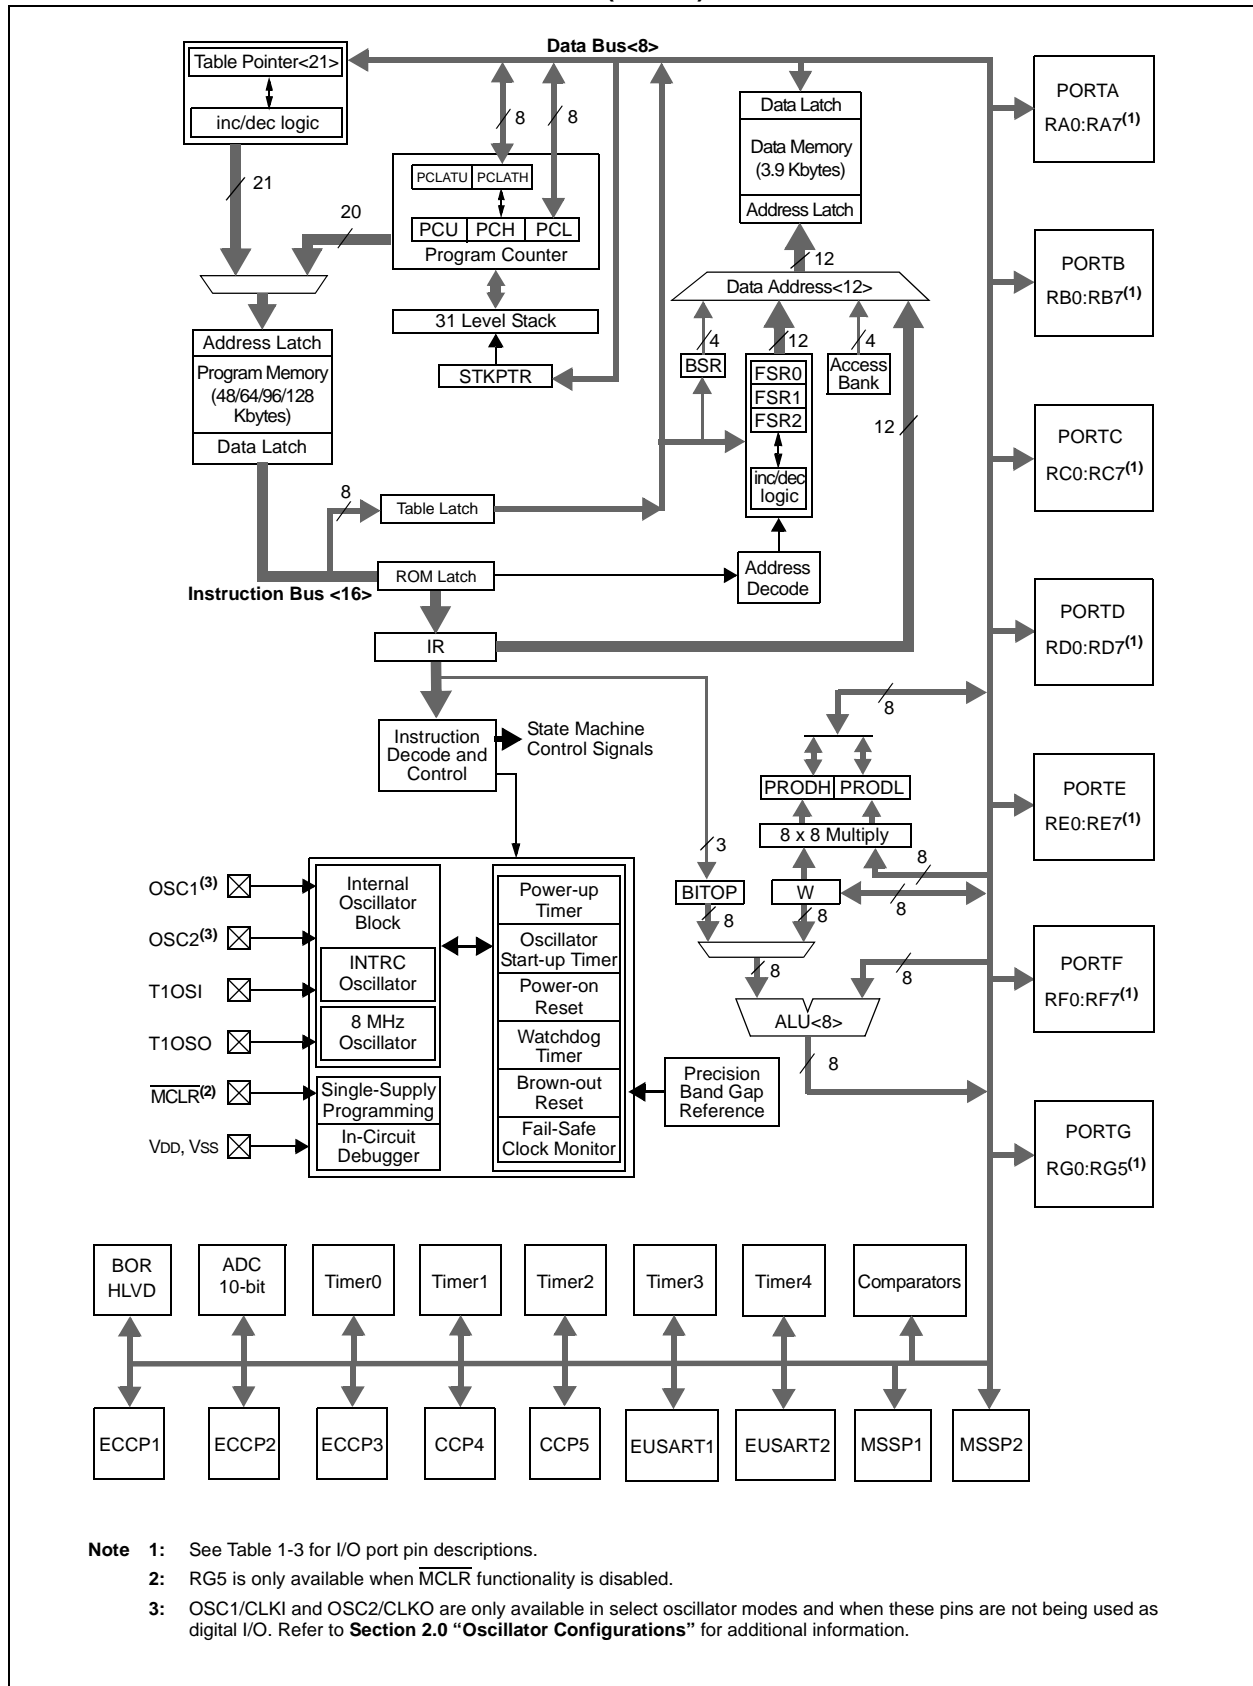 Data Bus<8>
Table Pointer<21>
inc/dec logic
21
20
8
8
PCLATU PCLATH
PCU PCH PCL
Program Counter
31 Level Stack
STKPTR
Data Latch
Data Memory
(3.9 Kbytes)
Address Latch
12
Data Address<12>
4
12
4
BSR
FSR0
FSR1
FSR2
inc/dec
logic
Access
Bank
12
Address Latch
Program Memory
(48/64/96/128
Kbytes)
Data Latch
8
Table Latch
ROM Latch
Instruction Bus <16>
Address
Decode
IR
Instruction
Decode and
Control
State Machine
Control Signals
8
PRODH PRODL
8 x 8 Multiply
3
8
BITOP
W
8
8
8
8
8
ALU<8>
8
OSC1(3)
OSC2(3)
T1OSI
T1OSO
MCLR(2)
VDD, VSS
Internal
Oscillator
Block
INTRC
Oscillator
8 MHz
Oscillator
Single-Supply
Programming
In-Circuit
Debugger
Power-up
Timer
Oscillator
Start-up Timer
Power-on
Reset
Watchdog
Timer
Brown-out
Reset
Fail-Safe
Clock Monitor
Precision
Band Gap
Reference
PORTA
RA0:RA7(1)
PORTB
RB0:RB7(1)
PORTC
RC0:RC7(1)
PORTD
RD0:RD7(1)
PORTE
RE0:RE7(1)
PORTF
RF0:RF7(1)
PORTG
RG0:RG5(1)
BOR
HLVD
ADC
10-bit
Timer0
Timer1
Timer2
Timer3
Timer4
Comparators
ECCP1
ECCP2
ECCP3
CCP4
CCP5
EUSART1
EUSART2
MSSP1
MSSP2
Note 1: See Table 1-3 for I/O port pin descriptions.
2: RG5 is only available when MCLR functionality is disabled.
3: OSC1/CLKI and OSC2/CLKO are only available in select oscillator modes and when these pins are not being used as
digital I/O. Refer to Section 2.0 “Oscillator Configurations” for additional information.